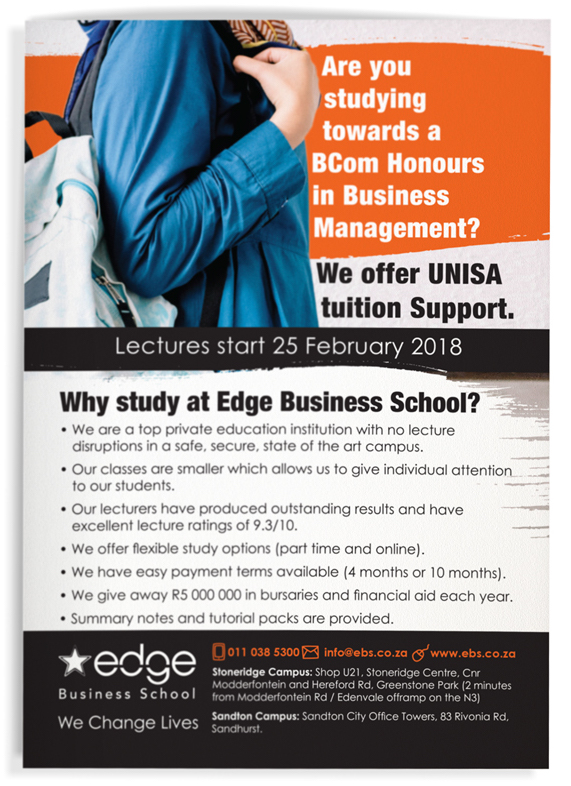 Are you
studying
towards a
BCom Honours
in Business
Management?
We offer UNISA
tuition Support.
Lectures start 25 February 2018
Why study at Edge Business School?
• We are a top private education institution with no lecture
disruptions in a safe, secure, state of the art campus.
• Our classes are smaller which allows us to give individual attention
to our students.
• Our lecturers have produced outstanding results and have
excellent lecture ratings of 9.3/10.
• We offer flexible study options (part time and online).
• We have easy payment terms available (4 months or 10 months).
• We give away R5 000 000 in bursaries and financial aid each year.
• Summary notes and tutorial packs are provided.
edge
Business School
We Change Lives
011 038 5300 info@ebs.co.za www.ebs.co.za
Stoneridge Campus: Shop U21, Stoneridge Centre, Cnr
Modderfontein and Hereford Rd, Greenstone Park (2 minutes
from Modderfontein Rd / Edenvale offramp on the N3)
Sandton Campus: Sandton City Office Towers, 83 Rivonia Rd,
Sandhurst.